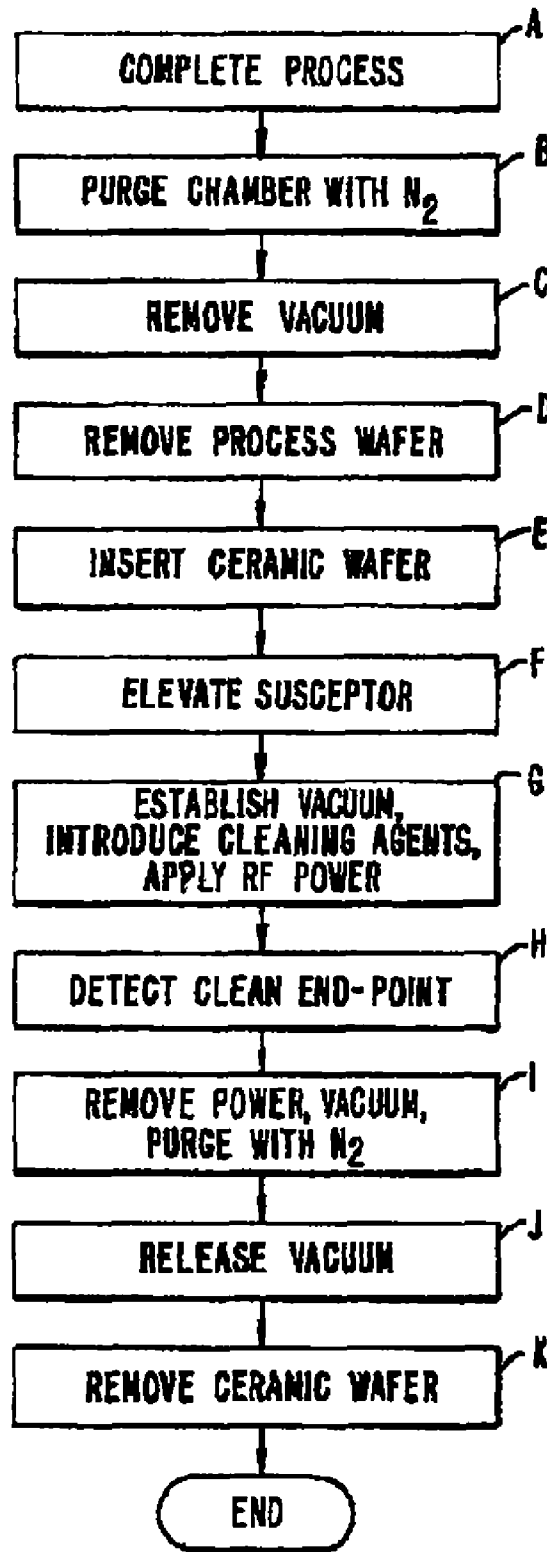 A
COMPLETE PROCESS
B
PURGE CHAMBER WITH N2
C
REMOVE VACUUM
D
REMOVE PROCESS WAFER
E
INSERT CERAMIC WAFER
F
ELEVATE SUSCEPTOR
G
ESTABLISH VACUUM,
INTRODUCE CLEANING AGENTS,
APPLY RF POWER
H
DETECT CLEAN END-POINT
I
REMOVE POWER, VACUUM,
PURGE WITH N2
J
RELEASE VACUUM
K
REMOVE CERAMIC WAFER
END